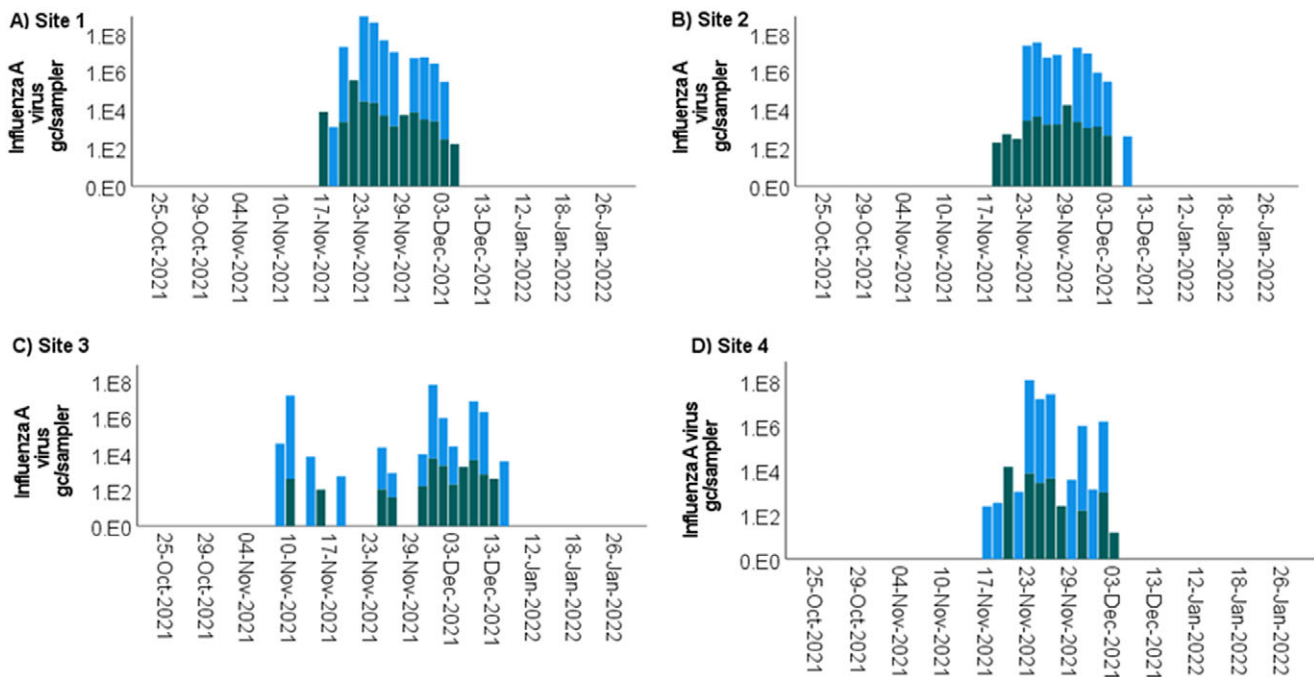 A) Site 1
Influenza A
virus
gc/sampler
1.E8
1.E6
1.E4
1.E2
0.E0
25-Oct-2021
29-Oct-2021
04-Nov-2021
10-Nov-2021
17-Nov-2021
23-Nov-2021
29-Nov-2021
03-Dec-2021
13-Dec-2021
12-Jan-2022
18-Jan-2022
26-Jan-2022
B) Site 2
Influenza A
virus
gc/sampler
1.E8
1.E6
1.E4
1.E2
0.E0
25-Oct-2021
29-Oct-2021
04-Nov-2021
10-Nov-2021
17-Nov-2021
23-Nov-2021
29-Nov-2021
03-Dec-2021
13-Dec-2021
12-Jan-2022
18-Jan-2022
26-Jan-2022
C) Site 3
Influenza A
virus
gc/sampler
1.E8
1.E6
1.E4
1.E2
0.E0
25-Oct-2021
29-Oct-2021
04-Nov-2021
10-Nov-2021
17-Nov-2021
23-Nov-2021
29-Nov-2021
03-Dec-2021
13-Dec-2021
12-Jan-2022
18-Jan-2022
26-Jan-2022
D) Site 4
Influenza A virus
gc/sampler
1.E8
1.E6
1.E4
1.E2
0.E0
25-Oct-2021
29-Oct-2021
04-Nov-2021
10-Nov-2021
17-Nov-2021
23-Nov-2021
29-Nov-2021
03-Dec-2021
13-Dec-2021
12-Jan-2022
18-Jan-2022
26-Jan-2022